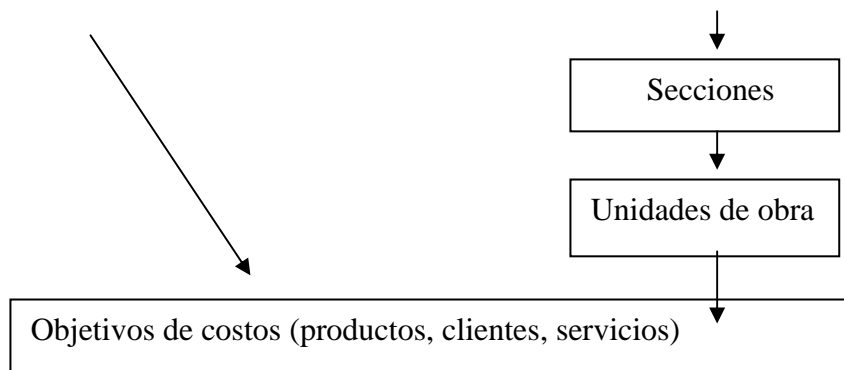 Secciones
Unidades de obra
Objetivos de costos (productos, clientes, servicios)